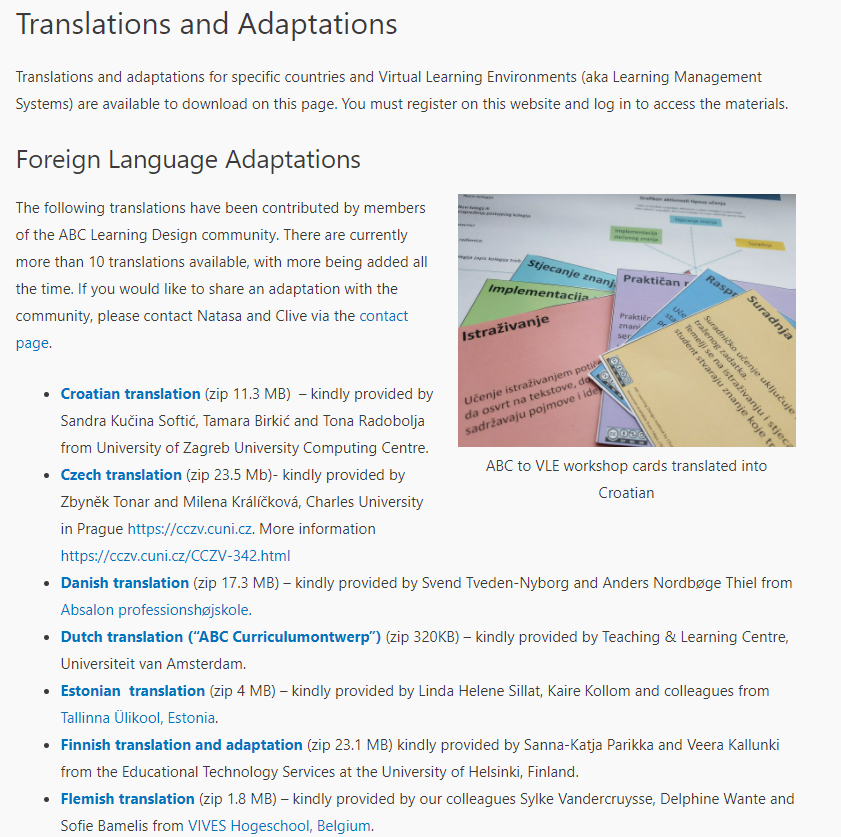 Translations and Adaptations
Translations and adaptations for specific countries and Virtual Learning Environments (aka Learning Management
Systems) are available to download on this page. You must register on this website and log in to access the materials.
Foreign Language Adaptations
The following translations have been contributed by members
of the ABC Learning Design community. There are currently
more than 10 translations available, with more being added all
the time. If you would like to share an adaptation with the
community, please contact Natasa and Clive via the contact
page.
Stjecanje znanj
Implementacija
Istraživanje
Učenje istraživanjem
da osvrt na tekstove,
sadržavaju pojmove i
Praktičan
Suradnja
Suradničko učenje uključuje
traženog zadatka.
Temelji se na istraživanju i
student stvaraju znanje koje
ABC to VLE workshop cards translated into
Croatian
• Croatian translation (zip 11.3 MB)  – kindly provided by
Sandra Kučina Softić, Tamara Birkić and Tona Radobolja
from University of Zagreb University Computing Centre.
• Czech translation (zip 23.5 Mb)- kindly provided by
Zbyněk Tonar and Milena Králíčková, Charles University
in Prague https://cczv.cuni.cz. More information
https://cczv.cuni.cz/CCZV-342.html
• Danish translation (zip 17.3 MB) – kindly provided by Svend Tveden-Nyborg and Anders Nordbøge Thiel from
Absalon professionshøjskole.
• Dutch translation (“ABC Curriculumontwerp”) (zip 320KB) – kindly provided by Teaching & Learning Centre,
Universiteit van Amsterdam.
• Estonian  translation (zip 4 MB) – kindly provided by Linda Helene Sillat, Kaire Kollom and colleagues from
Tallinna Ülikool, Estonia.
• Finnish translation and adaptation (zip 23.1 MB) kindly provided by Sanna-Katja Parikka and Veera Kallunki
from the Educational Technology Services at the University of Helsinki, Finland.
• Flemish translation (zip 1.8 MB) – kindly provided by our colleagues Sylke Vandercruysse, Delphine Wante and
Sofie Bamelis from VIVES Hogeschool, Belgium.